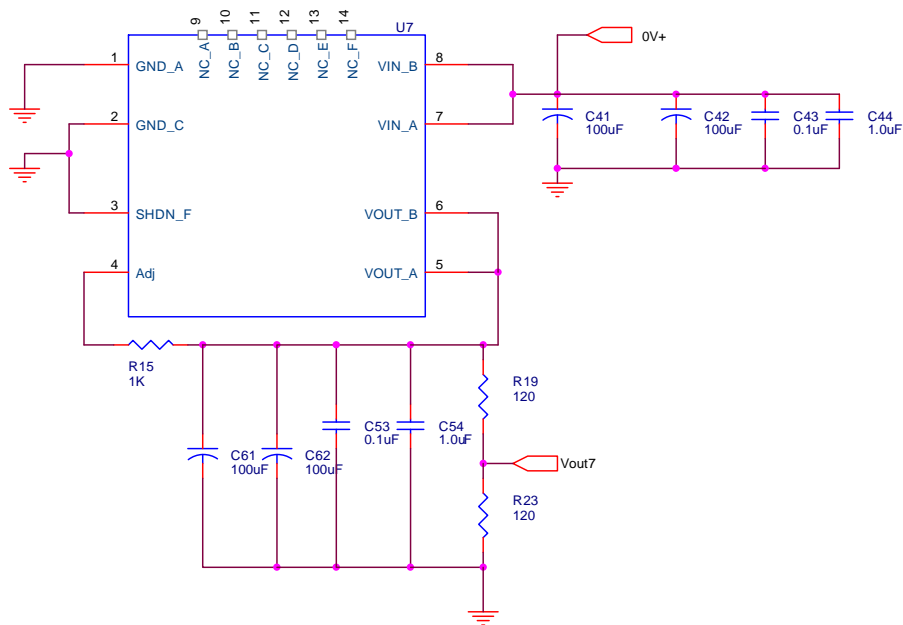 9
10
11
12
13
14
U7
NC_A
NC_B
NC_C
NC_D
NC_E
NC_F
1
GND_A
VIN_B
8
0V+
2
GND_C
VIN_A
7
C41
100uF
C42
100uF
C43
0.1uF
C44
1.0uF
3
SHDN_F
VOUT_B
6
4
Adj
VOUT_A
5
R15
1K
R19
120
C53
0.1uF
C54
1.0uF
C61
100uF
C62
100uF
Vout7
R23
120